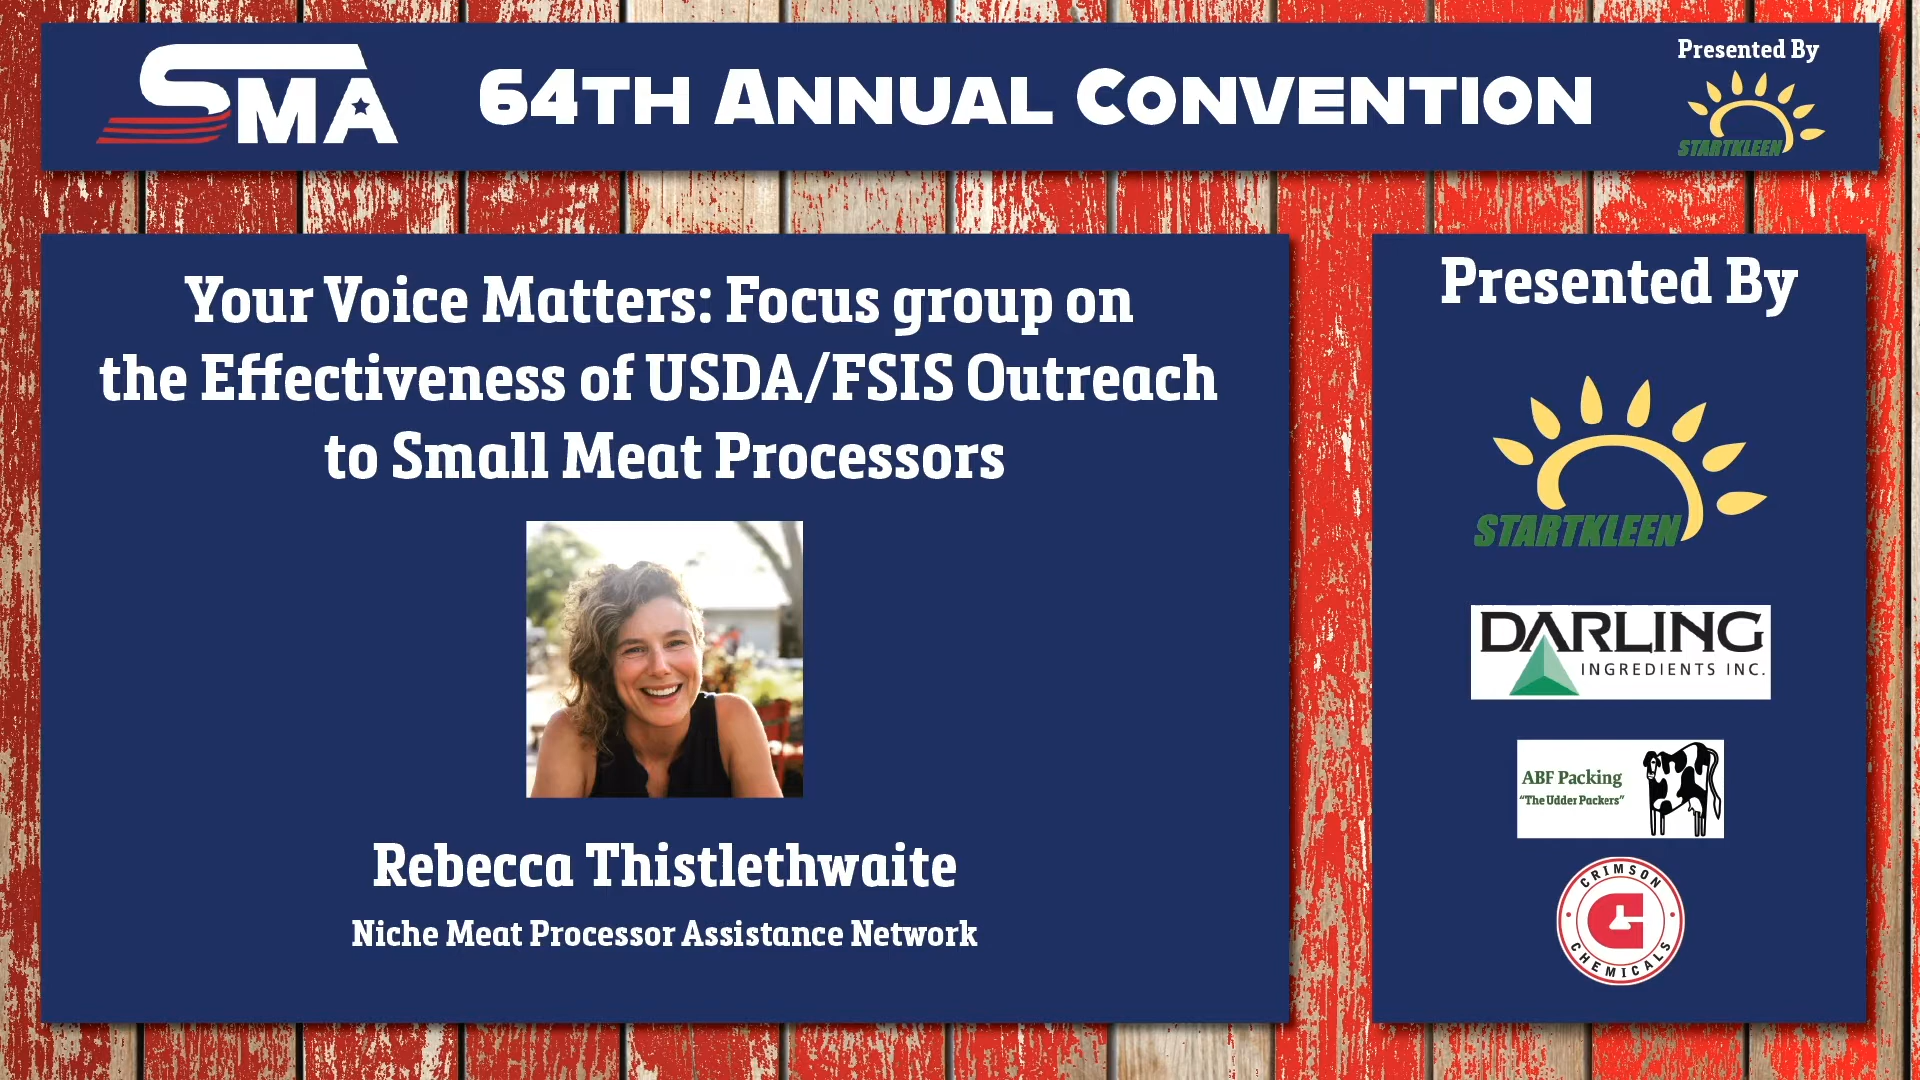 SMA
64TH ANNUAL CONVENTION
Presented By
STARTKLEEN
Your Voice Matters: Focus group on
the Effectiveness of USDA/FSIS Outreach
to Small Meat Processors
Rebecca Thistlethwaite
Niche Meat Processor Assistance Network
Presented By
STARTKLEEN
DARLING
INGREDIENTS INC.
ABF Packing
"The Udder Packers"
CRIMSON
CHEMICALS